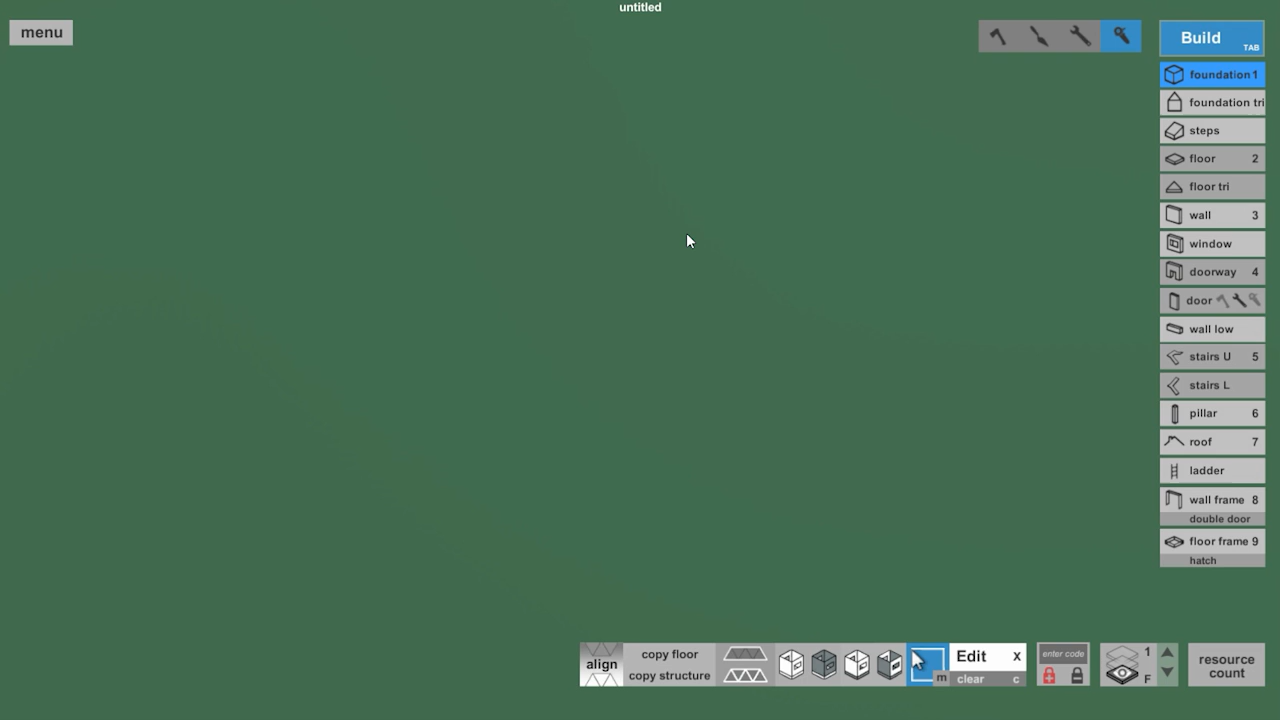 untitled
menu
Build
TAB
foundation 1
foundation tri
steps
floor 2
floor tri
wall 3
window
doorway 4
door
wall low
stairs U 5
stairs L
pillar 6
roof 7
ladder
wall frame 8
double door
floor frame 9
hatch
align
copy floor
copy structure
m
Edit X
clear c
enter code
1
F
resource
count